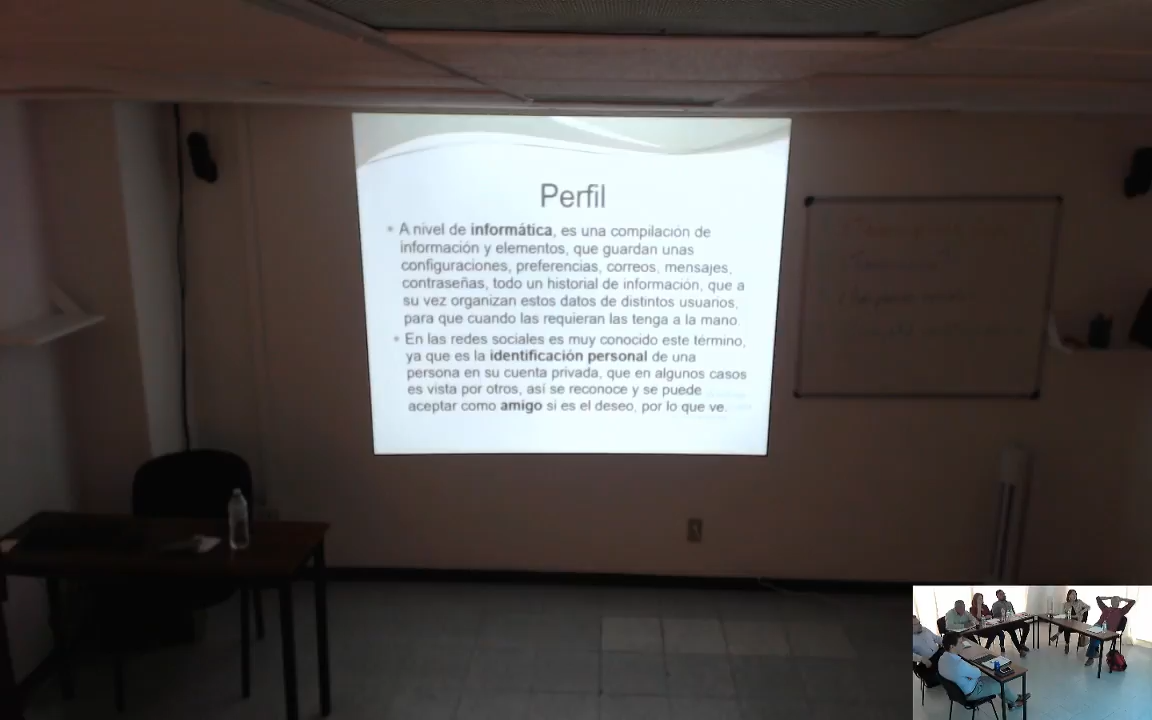 Perfil
• A nivel de informática, es una compilación de
información y elementos, que guardan unas
configuraciones, preferencias, correos, mensajes,
contraseñas, todo un historial de información, que a
su vez organizan estos datos de distintos usuarios,
para que cuando las requieran las tenga a la mano.
• En las redes sociales es muy conocido este término,
ya que es la identificación personal de una
persona en su cuenta privada, que en algunos casos
es vista por otros, así se reconoce y se puede
aceptar como amigo si es el deseo, por lo que ve.